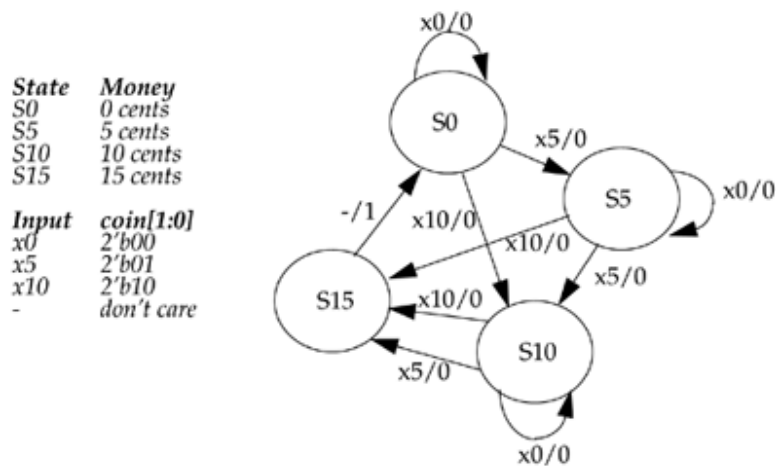 State Money
S0 0 cents
S5 5 cents
S10 10 cents
S15 15 cents
Input coin[1:0]
x0 2'b00
x5 2'b01
x10 2'b10
- don't care
x0/0
S0
x5/0
S5
x0/0
-/1
x10/0
x10/0
x5/0
S15
x10/0
S10
x5/0
x0/0